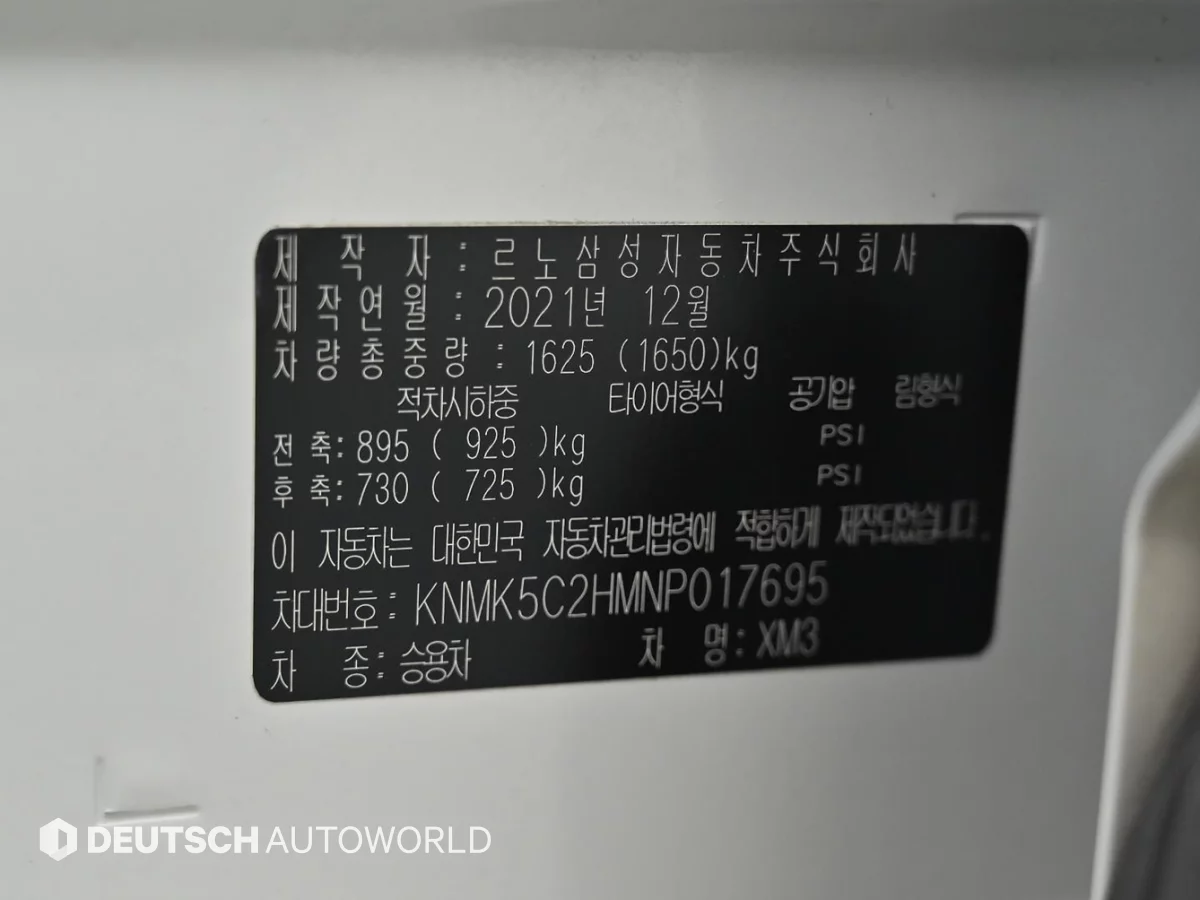 제 작 자 : 르노삼성자동차주식회사
제작연월 : 2021년 12월
차량총중량 : 1625 (1650)kg
적차시하중 타이어형식 공기압 림형식
전 축: 895 ( 925 )kg PSI
후 축: 730 ( 725 )kg PSI
이 자동차는 대한민국 자동차관리법령에 적합하게 제작되었습니다.
차대번호: KNMK5C2HMNP017695
차 종: 승용차 차 명: XM3
DEUTSCH AUTOWORLD